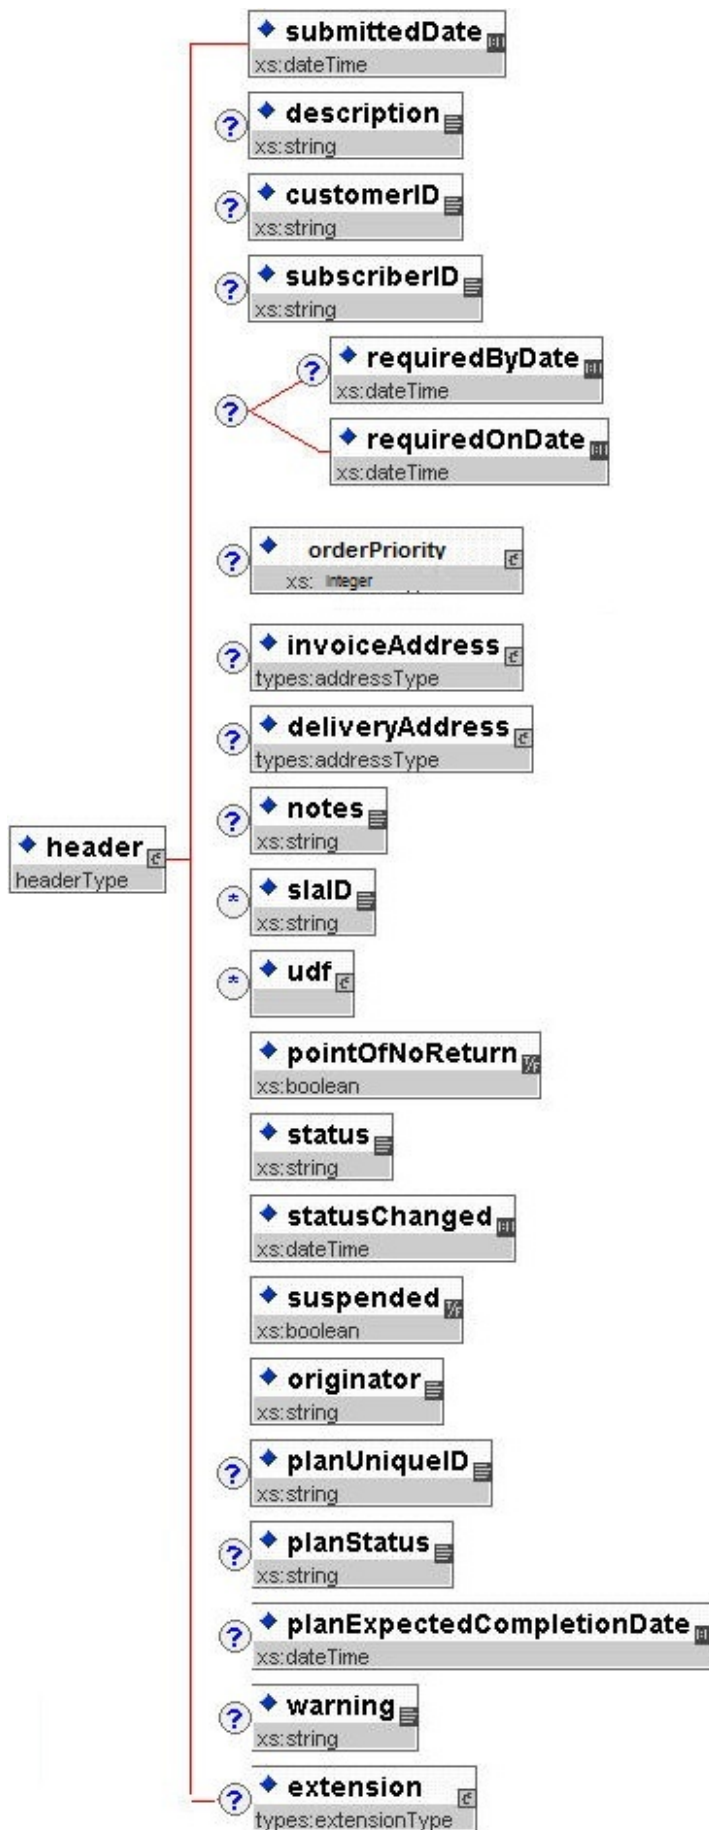 submittedDate
xs:dateTime
? description
xs:string
? customerID
xs:string
? subscriberID
xs:string
? requiredByDate
xs:dateTime
?
requiredOnDate
xs:dateTime
? orderPriority
xs: Integer
? invoiceAddress
types:addressType
? deliveryAddress
types:addressType
? notes
xs:string
header
headerType
* slaID
xs:string
* udf
pointOfNoReturn
xs:boolean
status
xs:string
statusChanged
xs:dateTime
suspended
xs:boolean
originator
xs:string
? planUniqueID
xs:string
? planStatus
xs:string
? planExpectedCompletionDate
xs:dateTime
? warning
xs:string
? extension
types:extensionType